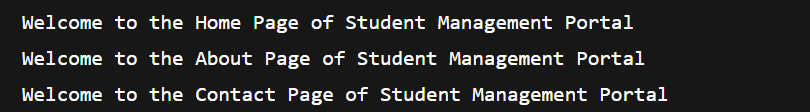 Welcome to the Home Page of Student Management Portal
Welcome to the About Page of Student Management Portal
Welcome to the Contact Page of Student Management Portal